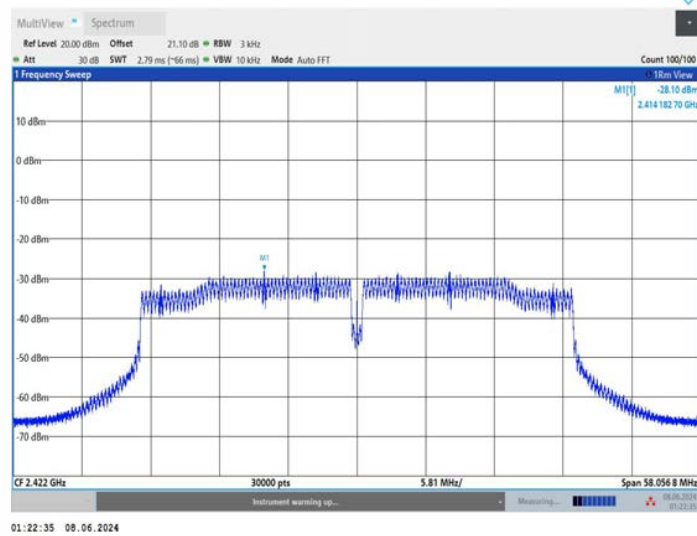 MultiView Spectrum
Ref Level 20.00 dBm Offset 21.10 dB RBW 3 kHz
Att 30 dB SWT 2.79 ms (~66 ms) VBW 10 kHz Mode Auto FFT Count 100/100
1 Frequency Sweep 1Rm View
M1[1] -28.10 dBm
2.414 182 70 GHz
10 dBm
0 dBm
-10 dBm
-20 dBm
M1
-30 dBm
-40 dBm
-50 dBm
-60 dBm
-70 dBm
CF 2.422 GHz 30000 pts 5.81 MHz/ Span 58.056 8 MHz
Instrument warming up... Measuring... 08.06.2024
01:22:35
01:22:35 08.06.2024